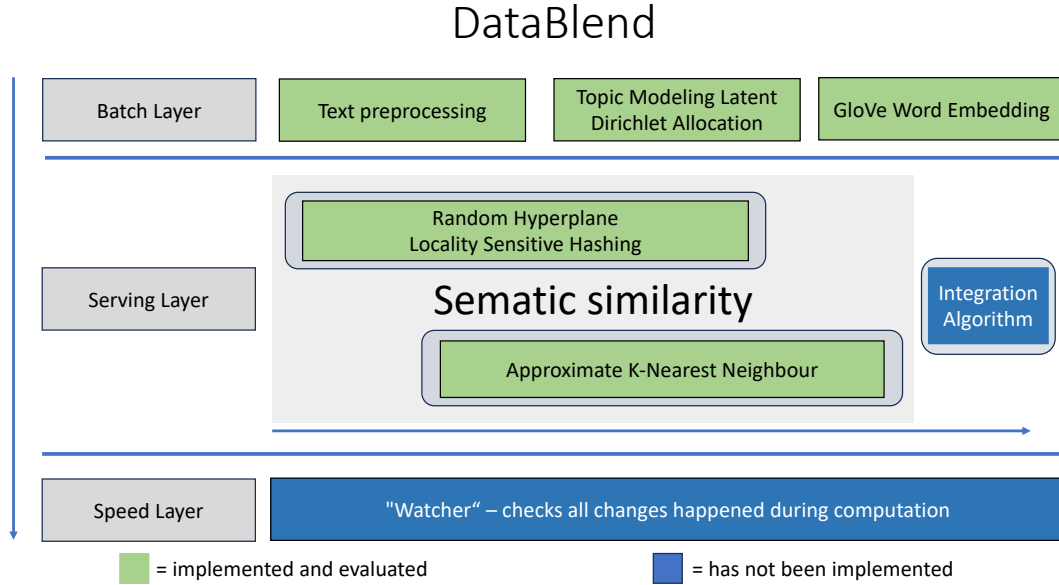 DataBlend
Batch Layer
Text preprocessing
Topic Modeling Latent
Dirichlet Allocation
GloVe Word Embedding
Random Hyperplane
Locality Sensitive Hashing
Serving Layer
Sematic similarity
Integration
Algorithm
Approximate K-Nearest Neighbour
Speed Layer
"Watcher“ – checks all changes happened during computation
= implemented and evaluated
= has not been implemented